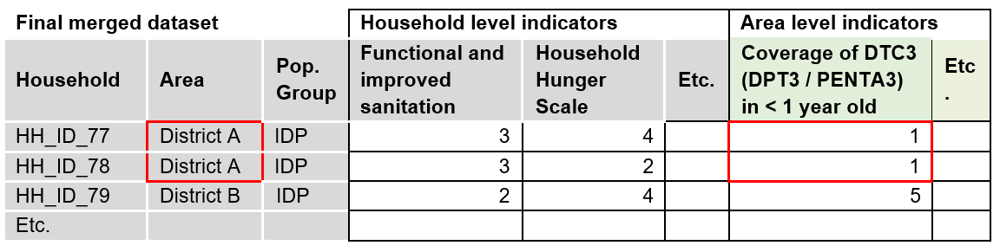 Final merged dataset Household level indicators Area level indicators
Household Area Pop. Group Functional and improved sanitation Household Hunger Scale Etc. Coverage of DTC3 (DPT3 / PENTA3) in < 1 year old Etc .
HH_ID_77 District A IDP 3 4 1
HH_ID_78 District A IDP 3 2 1
HH_ID_79 District B IDP 2 4 5
Etc.